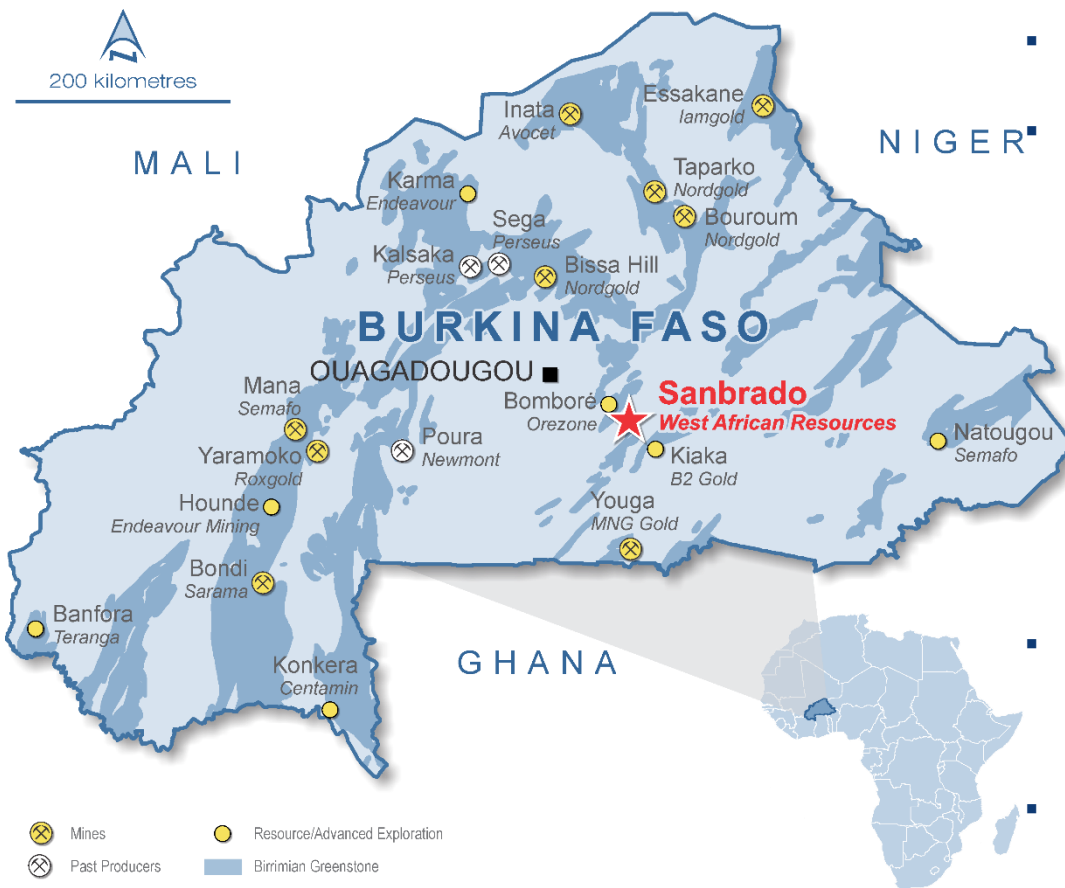 N
200 kilometres
MALI
NIGER
GHANA
BURKINA FASO
OUAGADOUGOU
Inata
Avocet
Essakane
Iamgold
Karma
Endeavour
Taparko
Nordgold
Bouroum
Nordgold
Sega
Perseus
Kalsaka
Perseus
Bissa Hill
Nordgold
Mana
Semafo
Yaramoko
Roxgold
Poura
Newmont
Bomboré
Orezone
Sanbrado
West African Resources
Kiaka
B2 Gold
Natougou
Semafo
Hounde
Endeavour Mining
Youga
MNG Gold
Bondi
Sarama
Banfora
Teranga
Konkera
Centamin
Mines
Resource/Advanced Exploration
Past Producers
Birrimian Greenstone